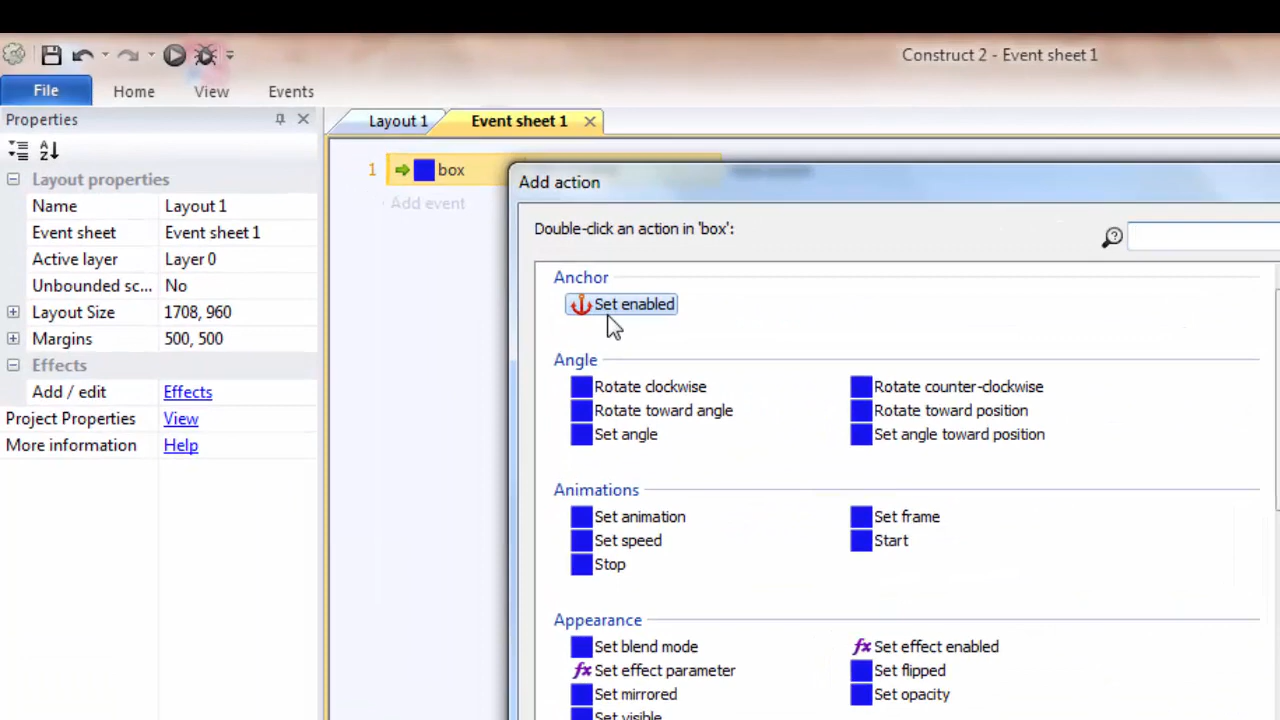 Construct 2 - Event sheet 1
File Home View Events
Properties
Layout 1 Event sheet 1
Layout properties
Name Layout 1
Event sheet Event sheet 1
Active layer Layer 0
Unbounded sc... No
Layout Size 1708, 960
Margins 500, 500
Effects
Add / edit Effects
Project Properties View
More information Help
1 box
Add event
Add action
Double-click an action in 'box':
Anchor
Set enabled
Angle
Rotate clockwise Rotate counter-clockwise
Rotate toward angle Rotate toward position
Set angle Set angle toward position
Animations
Set animation Set frame
Set speed Start
Stop
Appearance
Set blend mode Set effect enabled
Set effect parameter Set flipped
Set mirrored Set opacity
Set visible